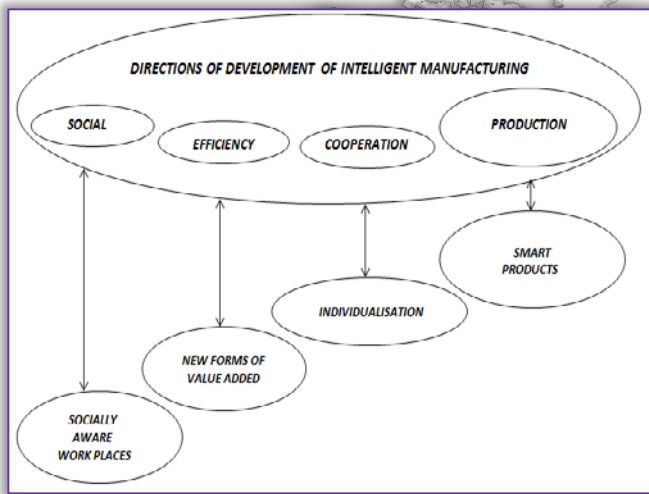 DIRECTIONS OF DEVELOPMENT OF INTELLIGENT MANUFACTURING
SOCIAL
EFFICIENCY
COOPERATION
PRODUCTION
SMART
PRODUCTS
INDIVIDUALISATION
NEW FORMS OF
VALUE ADDED
SOCIALLY
AWARE
WORK PLACES